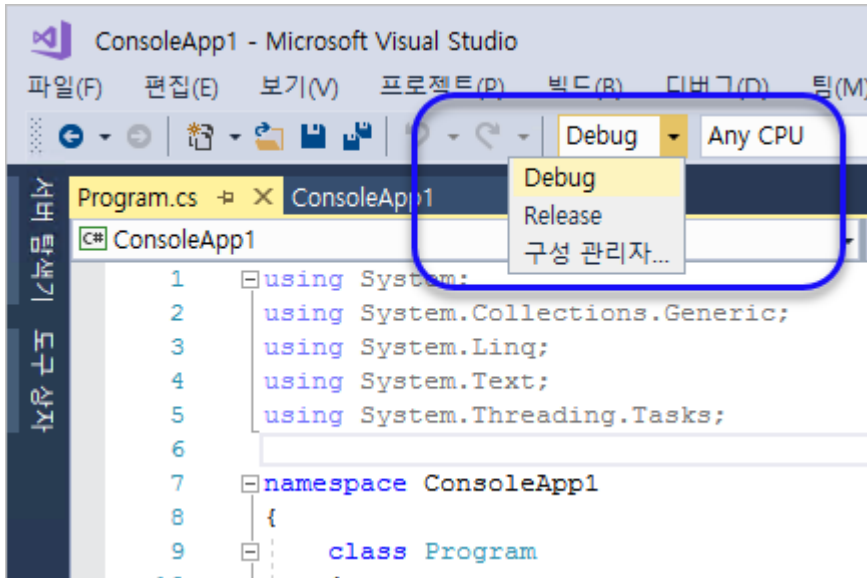 ConsoleApp1 - Microsoft Visual Studio
파일(F) 편집(E) 보기(V) 프로젝트(P) 빌드(B) 디버그(D) 팀(M)
Debug Any CPU
Debug
Release
구성 관리자...
서버 탐색기
도구 상자
Program.cs ConsoleApp1
C# ConsoleApp1
1 using System;
2 using System.Collections.Generic;
3 using System.Linq;
4 using System.Text;
5 using System.Threading.Tasks;
6
7 namespace ConsoleApp1
8 {
9 class Program